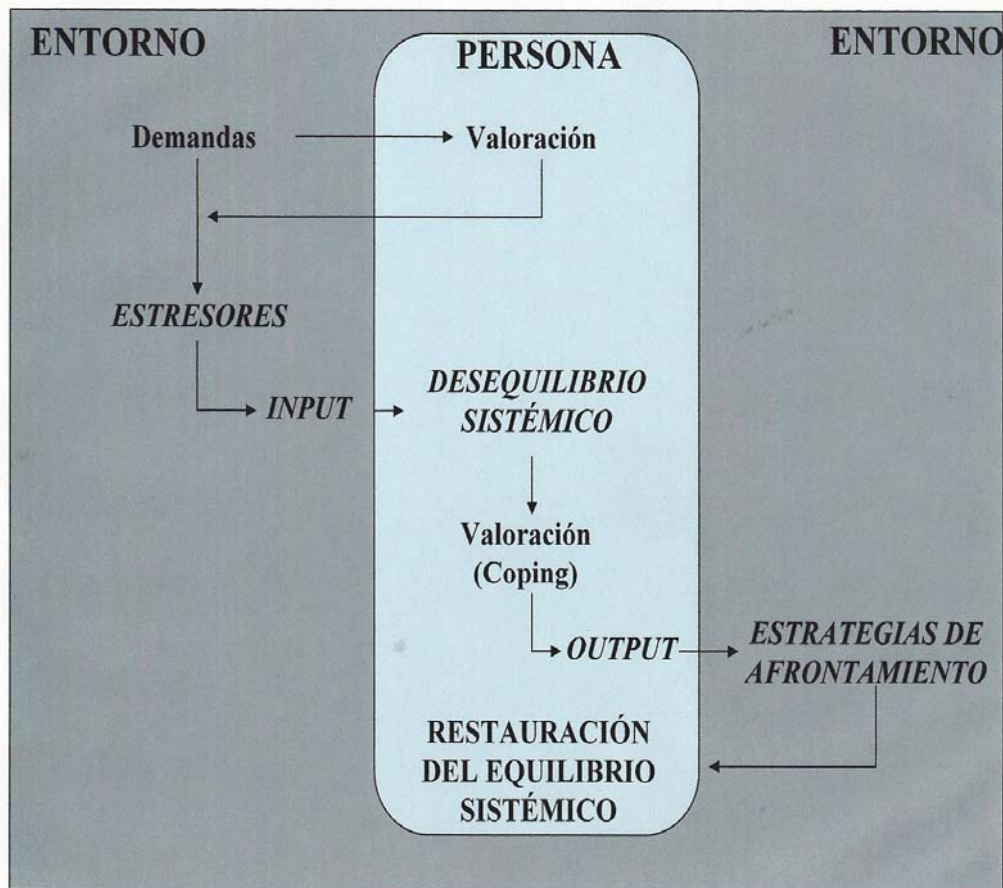 ENTORNO
PERSONA
ENTORNO
Demandas
Valoración
ESTRESORES
INPUT
DESEQUILIBRIO
SISTÉMICO
Valoración
(Coping)
OUTPUT
ESTRATEGIAS DE
AFRONTAMIENTO
RESTAURACIÓN
DEL EQUILIBRIO
SISTÉMICO